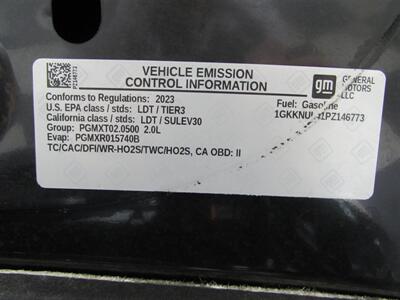 PZ146773
VEHICLE EMISSION
CONTROL INFORMATION
gm
GENERAL
MOTORS
LLC
Conforms to Regulations: 2023
U.S. EPA class / stds: LDT / TIER3
California class / stds: LDT / SULEV30
Group: PGMXT02.0500 2.0L
Evap: PGMXR015740B
TC/CAC/DFI/WR-HO2S/TWC/HO2S, CA OBD: II
Fuel: Gasoline